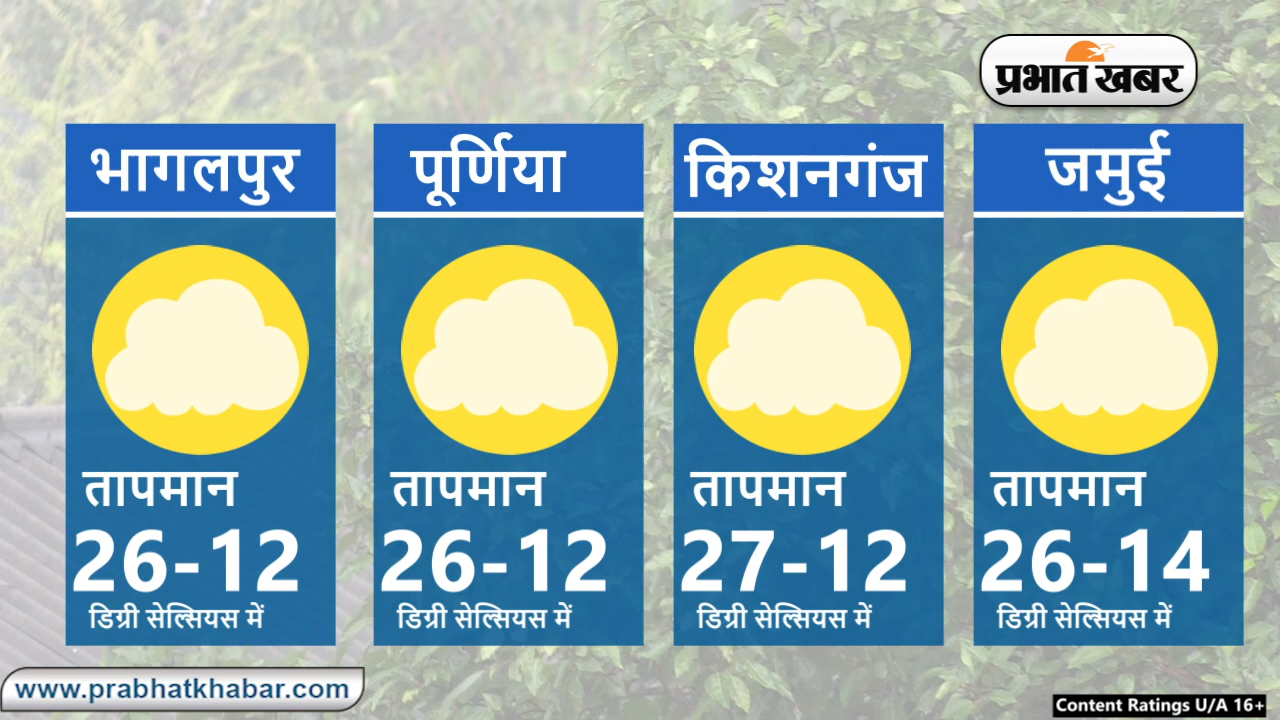 प्रभात खबर
भागलपुर
तापमान
26-12
डिग्री सेल्सियस में
पूर्णिया
तापमान
26-12
डिग्री सेल्सियस में
किशनगंज
तापमान
27-12
डिग्री सेल्सियस में
जमुई
तापमान
26-14
डिग्री सेल्सियस में
www.prabhatkhabar.com
Content Ratings U/A 16+